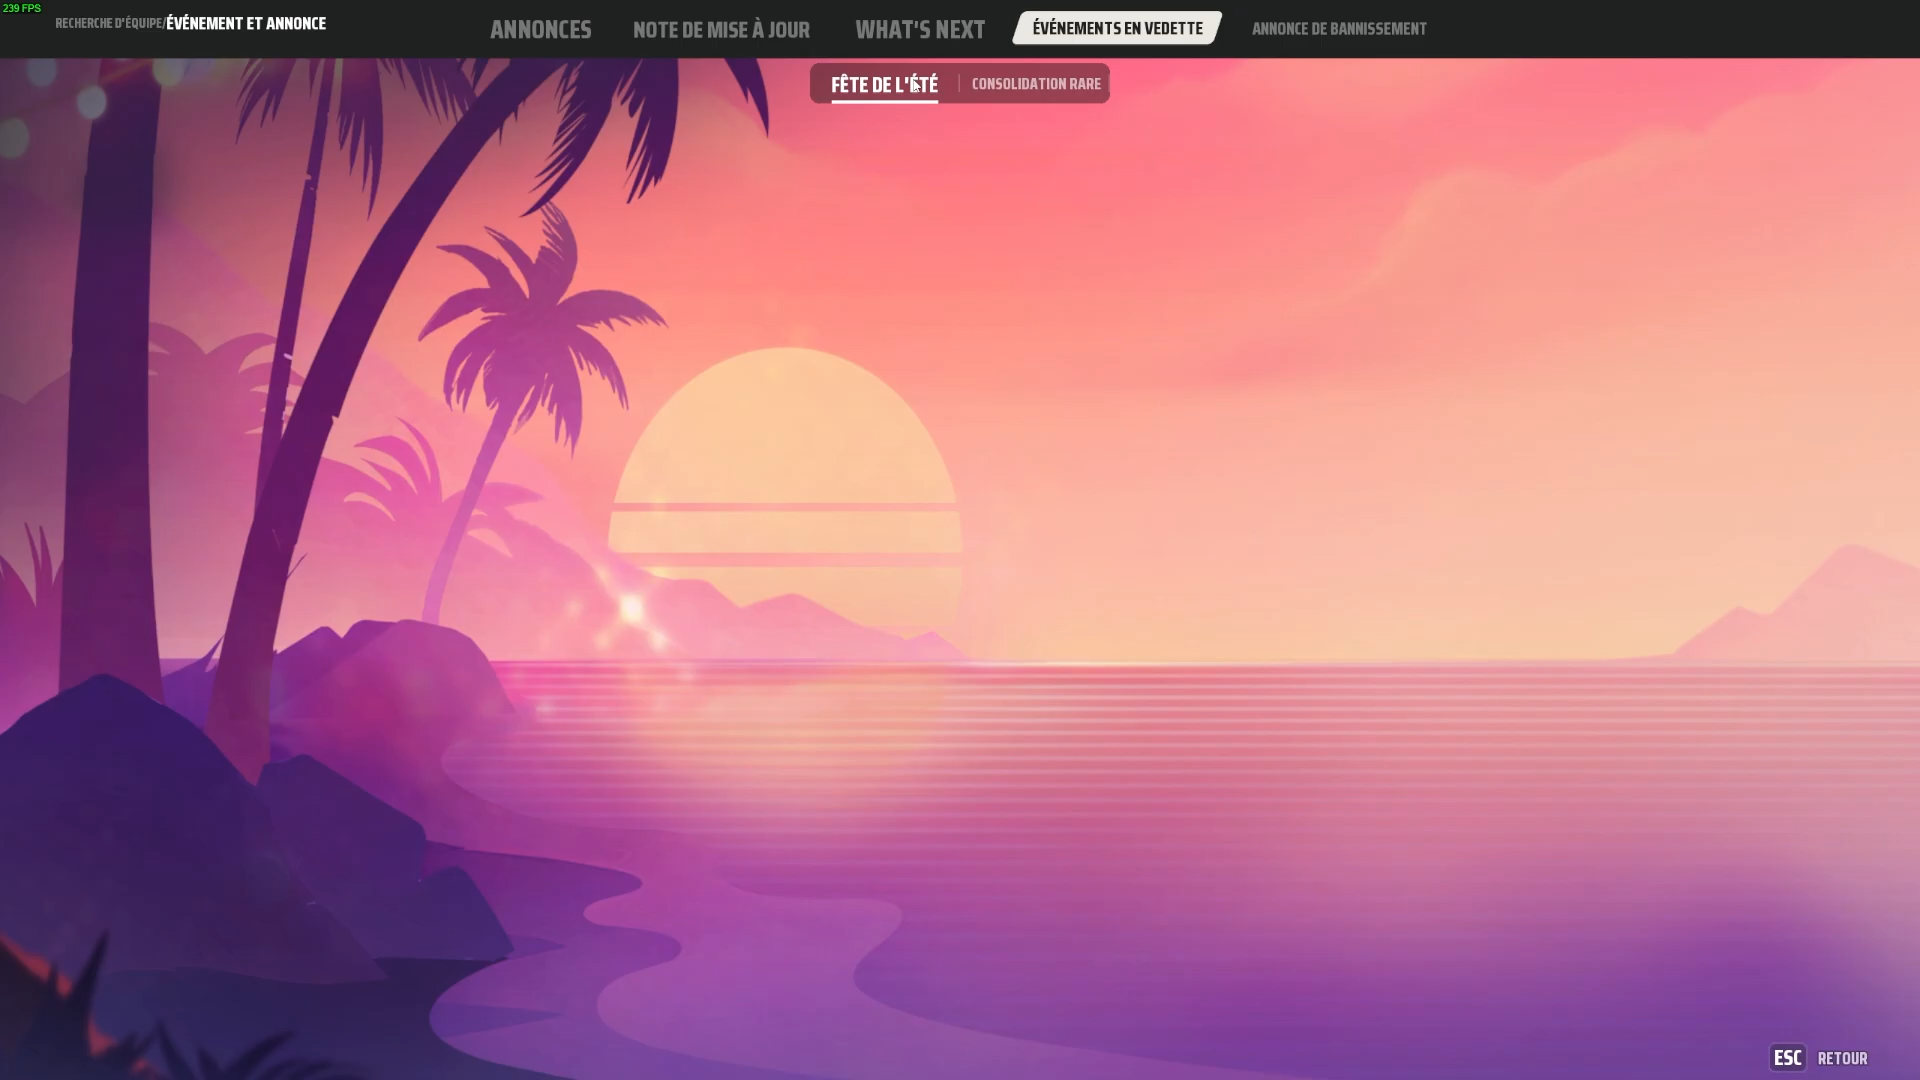 239 FPS
RECHERCHE D'ÉQUIPE/ÉVÉNEMENT ET ANNONCE
ANNONCES
NOTE DE MISE À JOUR
WHAT'S NEXT
ÉVÉNEMENTS EN VEDETTE
ANNONCE DE BANNISSEMENT
FÊTE DE L'ÉTÉ
CONSOLIDATION RARE
ESC RETOUR